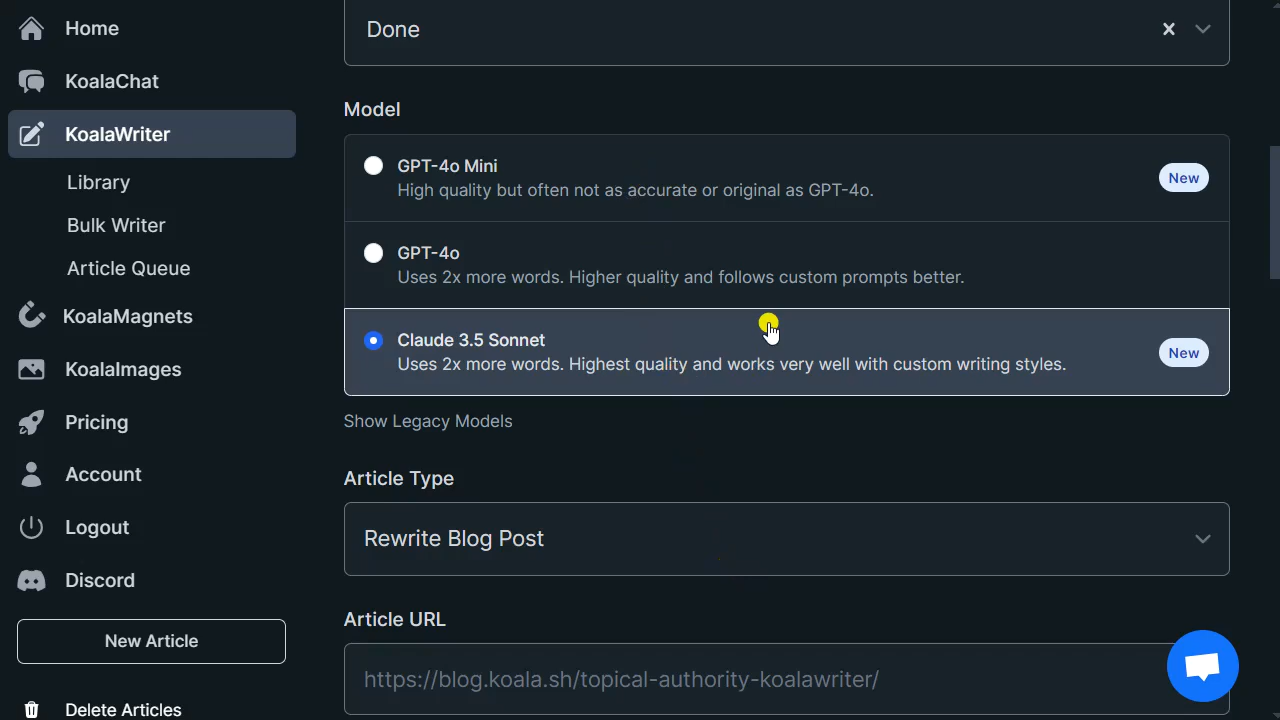 Home
KoalaChat
KoalaWriter
Library
Bulk Writer
Article Queue
KoalaMagnets
KoalaImages
Pricing
Account
Logout
Discord
New Article
Delete Articles
Done
Model
GPT-4o Mini
High quality but often not as accurate or original as GPT-4o.
New
GPT-4o
Uses 2x more words. Higher quality and follows custom prompts better.
Claude 3.5 Sonnet
Uses 2x more words. Highest quality and works very well with custom writing styles.
New
Show Legacy Models
Article Type
Rewrite Blog Post
Article URL
https://blog.koala.sh/topical-authority-koalawriter/